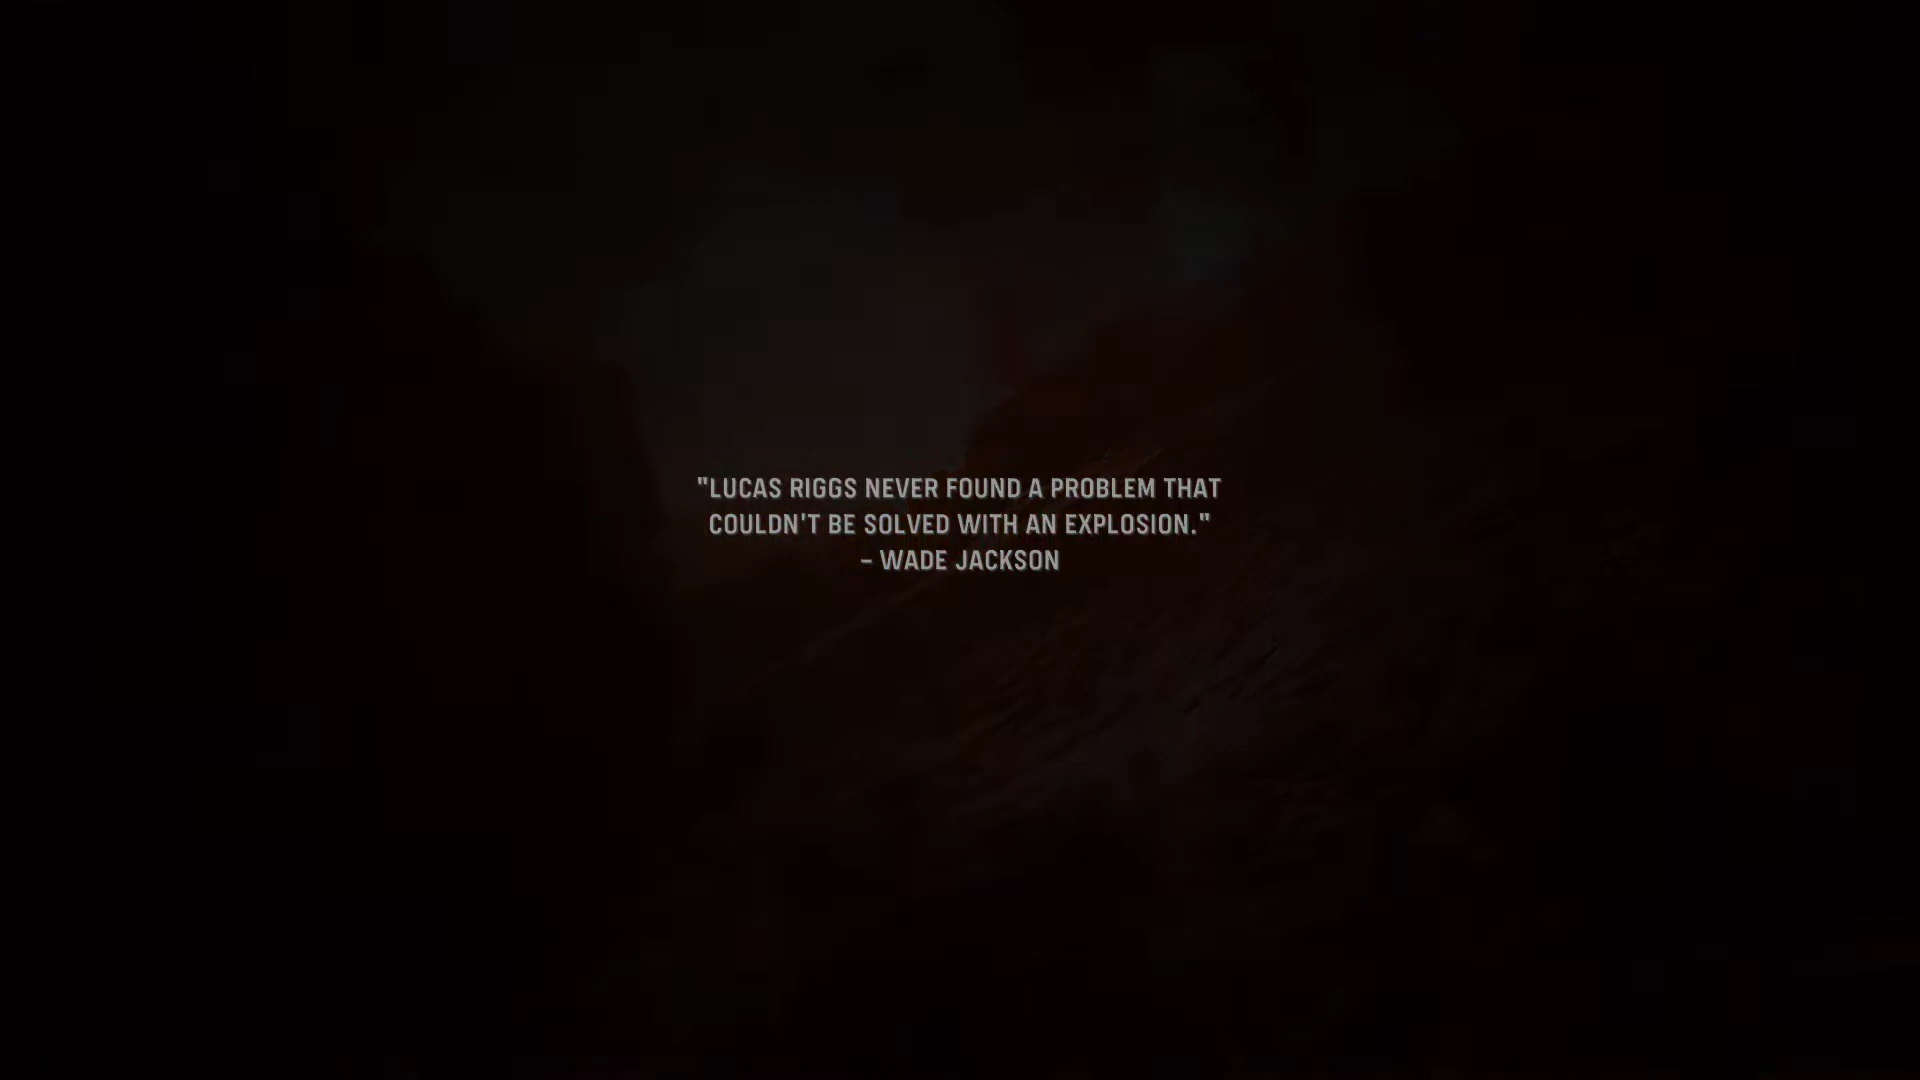 "LUCAS RIGGS NEVER FOUND A PROBLEM THAT
COULDN'T BE SOLVED WITH AN EXPLOSION."
– WADE JACKSON